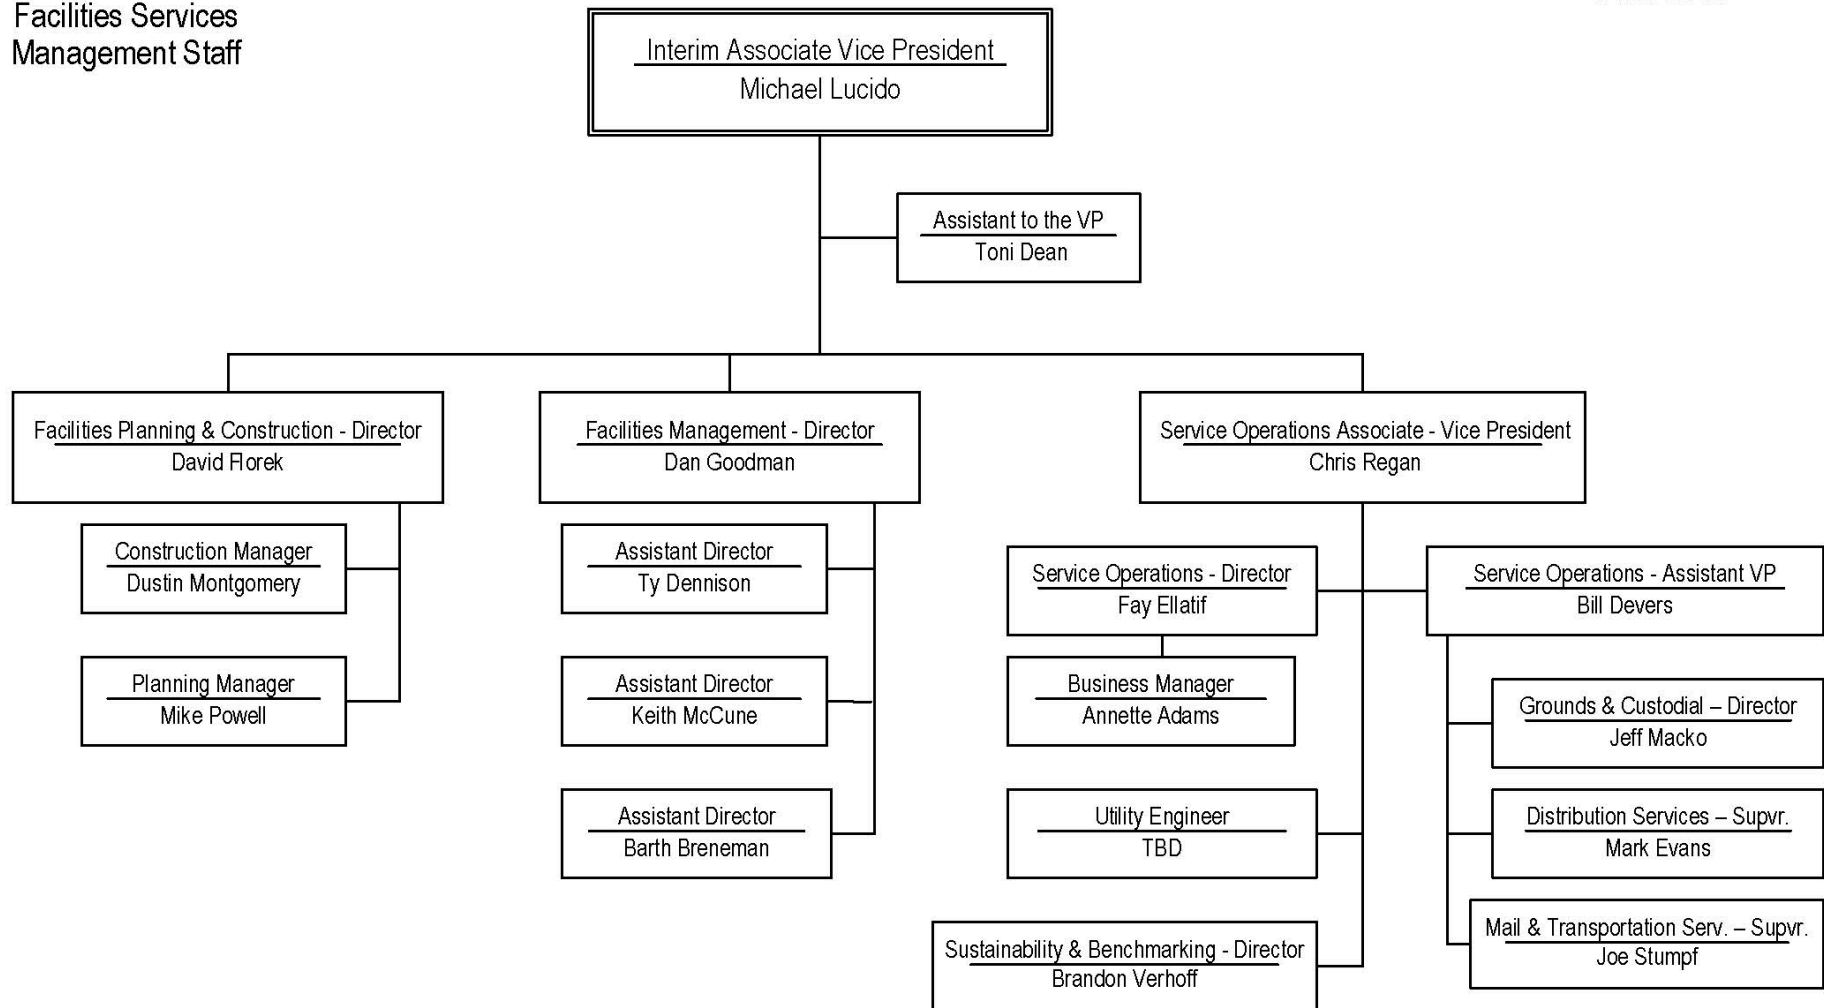 Facilities Services
Management Staff
Interim Associate Vice President
Michael Lucido
Assistant to the VP
Toni Dean
Facilities Planning & Construction - Director
David Florek
Facilities Management - Director
Dan Goodman
Service Operations Associate - Vice President
Chris Regan
Construction Manager
Dustin Montgomery
Planning Manager
Mike Powell
Assistant Director
Ty Dennison
Assistant Director
Keith McCune
Assistant Director
Barth Breneman
Service Operations - Director
Fay Ellatif
Business Manager
Annette Adams
Utility Engineer
TBD
Sustainability & Benchmarking - Director
Brandon Verhoff
Service Operations - Assistant VP
Bill Devers
Grounds & Custodial – Director
Jeff Macko
Distribution Services – Supvr.
Mark Evans
Mail & Transportation Serv. – Supvr.
Joe Stumpf